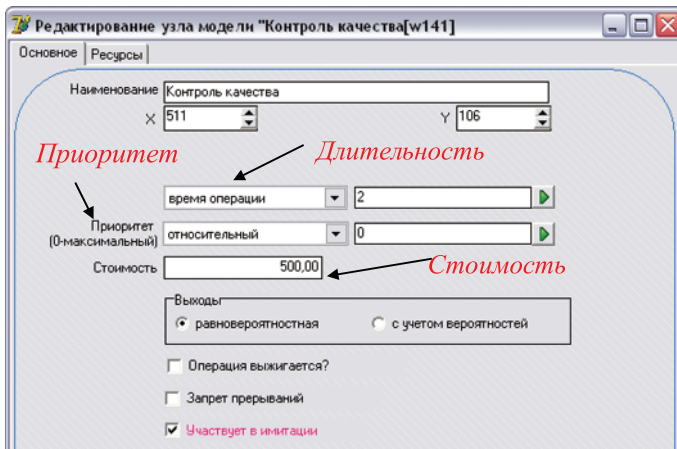 Редактирование узла модели "Контроль качества[w141]
Основное Ресурсы
Наименование Контроль качества
X 511 Y 106
Приоритет Длительность
время операции 2
Приоритет
(0-максимальный) относительный 0
Стоимость 500,00 Стоимость
Выходы
равновероятностная с учетом вероятностей
Операция выжигается?
Запрет прерываний
Участвует в имитации